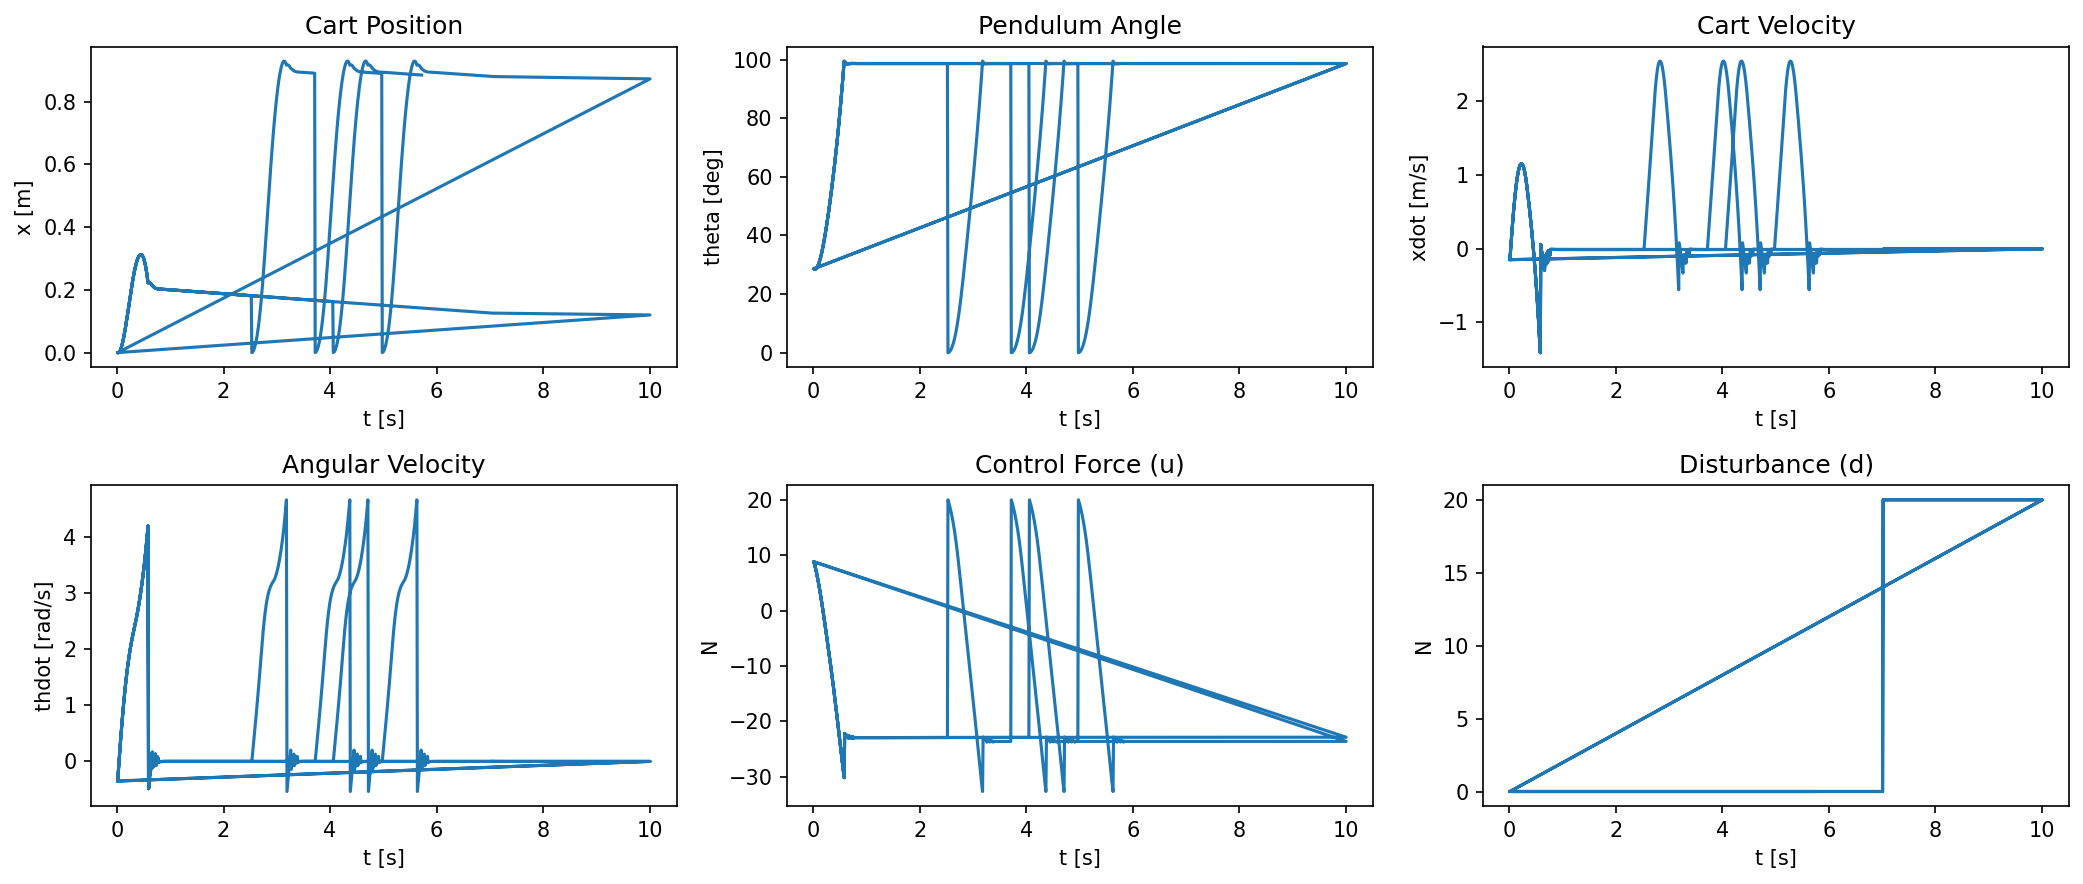 Cart Position
x [m]
0.8
0.6
0.4
0.2
0.0
0 2 4 6 8 10
t [s]
Pendulum Angle
theta [deg]
100
80
60
40
20
0
0 2 4 6 8 10
t [s]
Cart Velocity
xdot [m/s]
2
1
0
−1
0 2 4 6 8 10
t [s]
Angular Velocity
thdot [rad/s]
4
3
2
1
0
0 2 4 6 8 10
t [s]
Control Force (u)
N
20
10
0
−10
−20
−30
0 2 4 6 8 10
t [s]
Disturbance (d)
N
20
15
10
5
0
0 2 4 6 8 10
t [s]